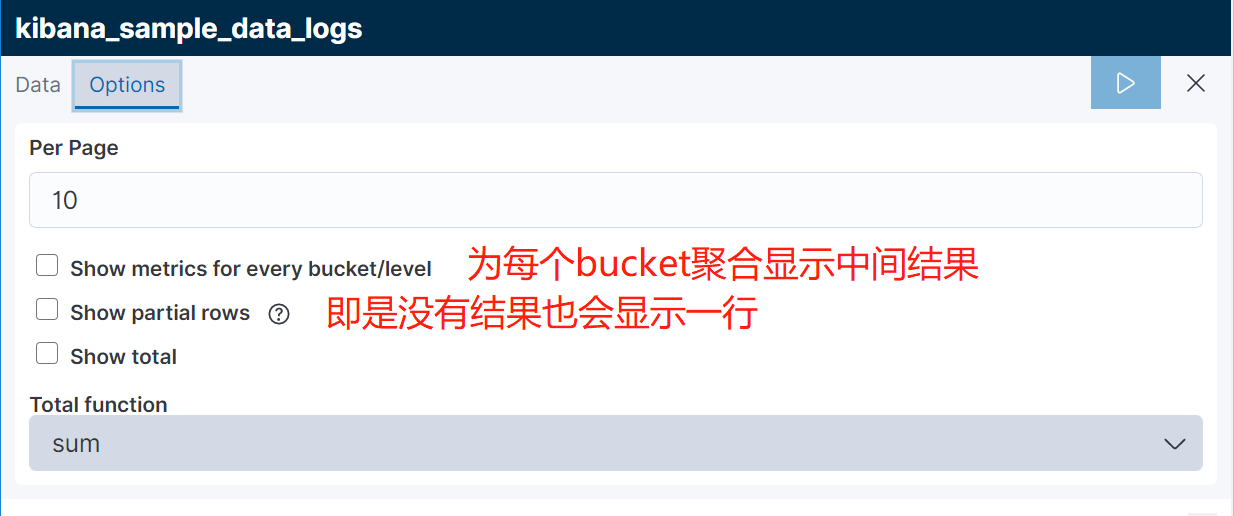 kibana_sample_data_logs
Data Options
Per Page
10
Show metrics for every bucket/level 为每个bucket聚合显示中间结果
Show partial rows ? 即是没有结果也会显示一行
Show total
Total function
sum